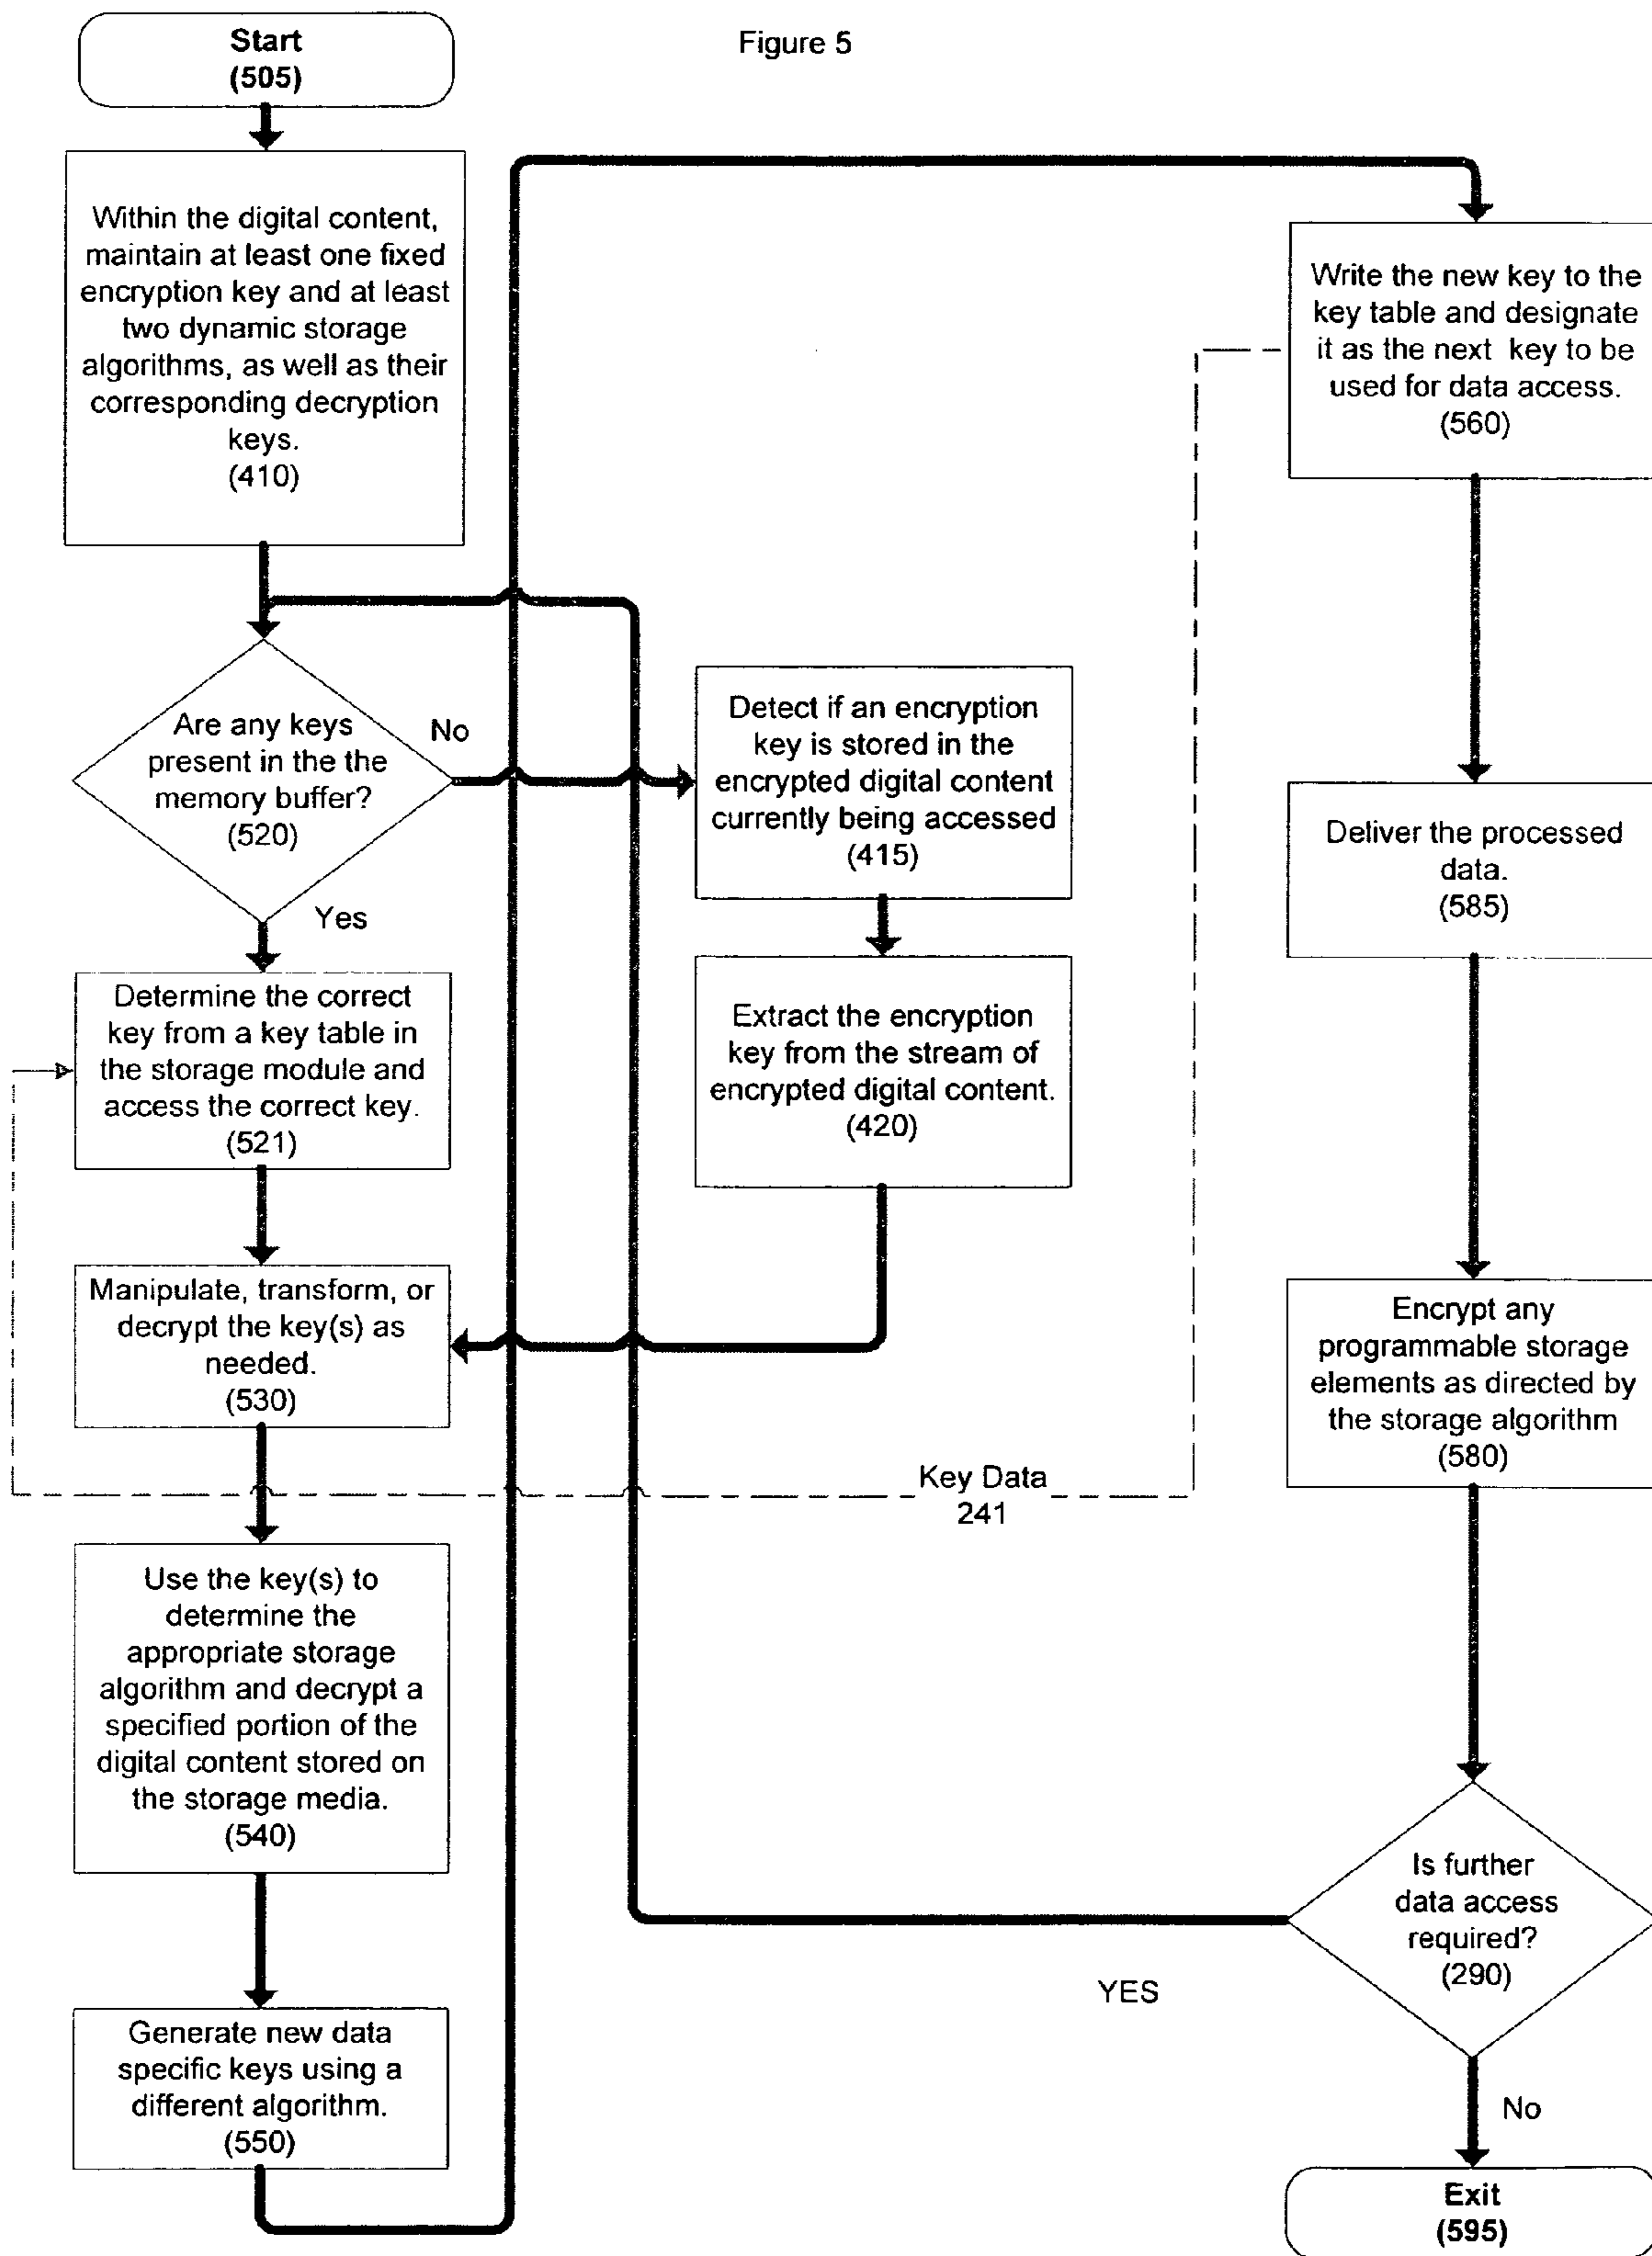 Figure 5
Start
(505)
Within the digital content,
maintain at least one fixed
encryption key and at least
two dynamic storage
algorithms, as well as their
corresponding decryption
keys.
(410)
Are any keys
present in the the
memory buffer?
(520)
No
Yes
Detect if an encryption
key is stored in the
encrypted digital content
currently being accessed
(415)
Extract the encryption
key from the stream of
encrypted digital content.
(420)
Determine the correct
key from a key table in
the storage module and
access the correct key.
(521)
Manipulate, transform, or
decrypt the key(s) as
needed.
(530)
Key Data
241
Use the key(s) to
determine the
appropriate storage
algorithm and decrypt a
specified portion of the
digital content stored on
the storage media.
(540)
Generate new data
specific keys using a
different algorithm.
(550)
Write the new key to the
key table and designate
it as the next key to be
used for data access.
(560)
Deliver the processed
data.
(585)
Encrypt any
programmable storage
elements as directed by
the storage algorithm
(580)
Is further
data access
required?
(290)
YES
No
Exit
(595)